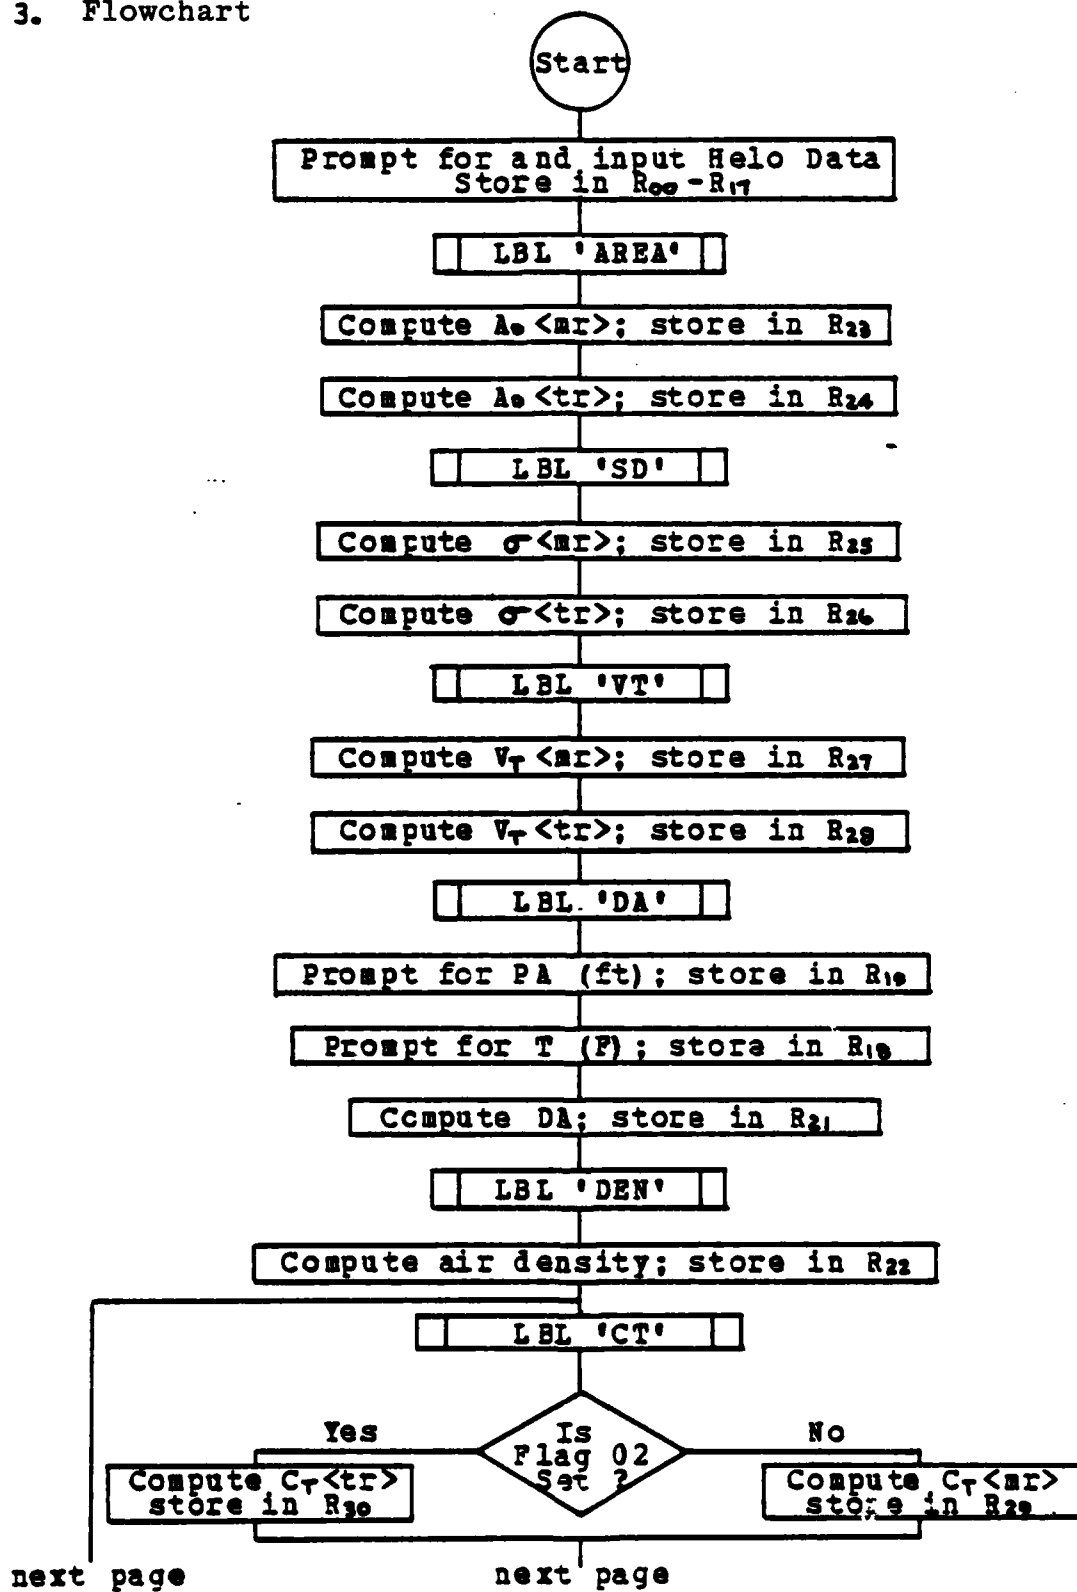 3. Flowchart
Start
Prompt for and input Helo Data
Store in R00-R17
LBL 'AREA'
Compute A₀<mr>; store in R23
Compute A₀<tr>; store in R24
LBL 'SD'
Compute σ<mr>; store in R25
Compute σ<tr>; store in R26
LBL 'VT'
Compute VT<mr>; store in R27
Compute VT<tr>; store in R28
LBL 'DA'
Prompt for PA (ft); store in R19
Prompt for T (F); store in R18
Compute DA; store in R21
LBL 'DEN'
Compute air density; store in R22
LBL 'CT'
Is
Flag 02
Set ?
Yes
No
Compute CT<tr>
store in R30
Compute CT<mr>
store in R29
next page
next page